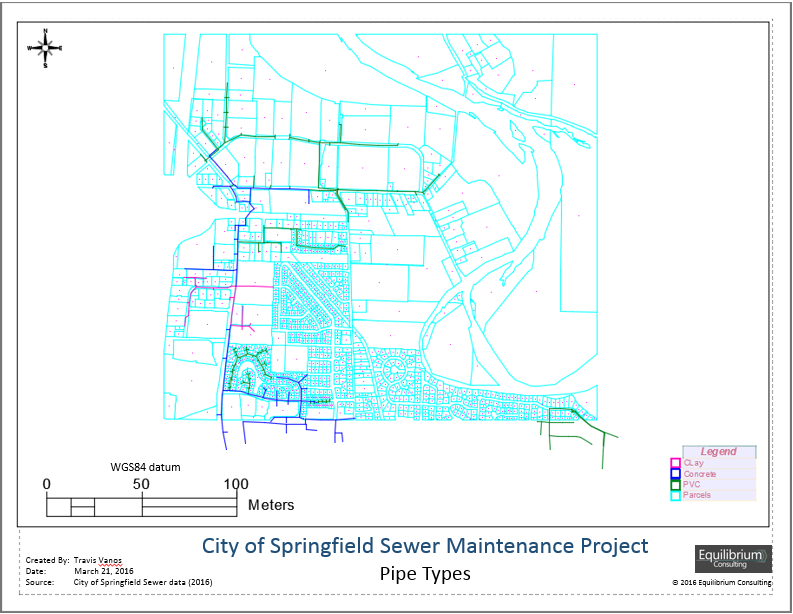 N
W E
S
WGS84 datum
0 50 100
Meters
Legend
CLay
Concrete
PVC
Parcels
City of Springfield Sewer Maintenance Project
Pipe Types
Created By: Travis Vanos
Date: March 21, 2016
Source: City of Springfield Sewer data (2016)
Equilibrium
Consulting
© 2016 Equilibrium Consulting